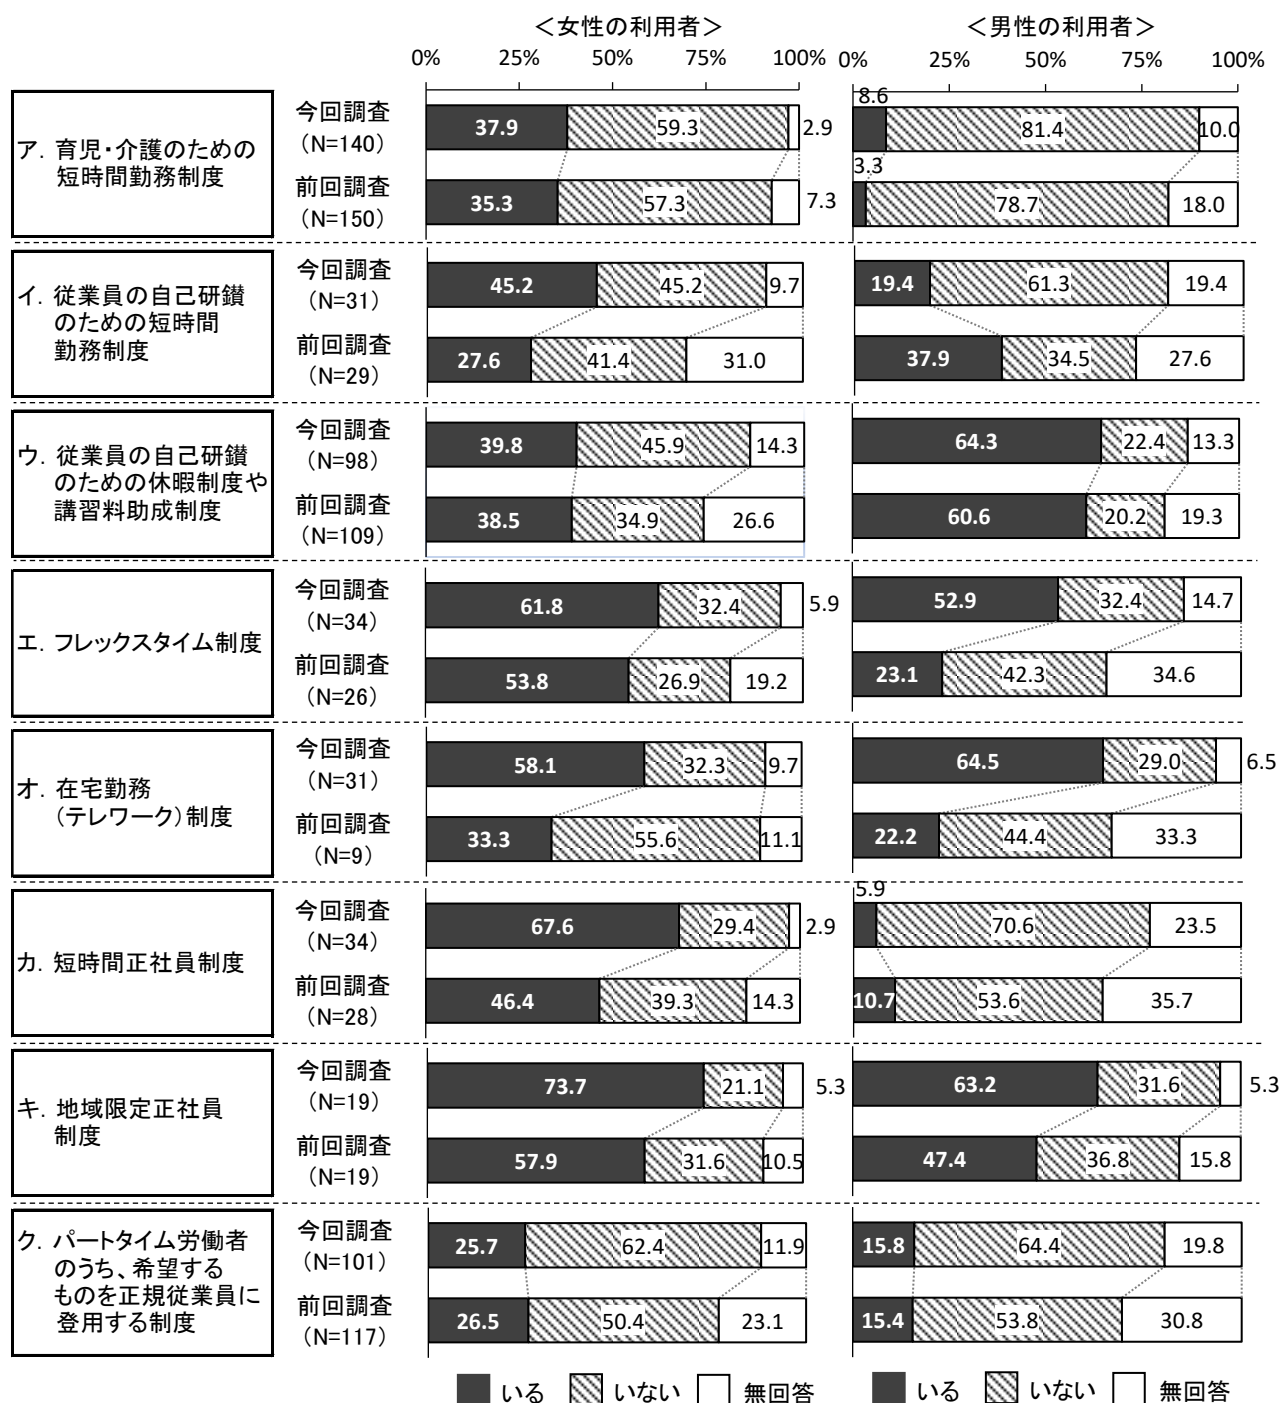 ＜女性の利用者＞ ＜男性の利用者＞
0% 25% 50% 75% 100% 0% 25% 50% 75% 100%
ア．育児・介護のための
短時間勤務制度
今回調査
（N=140）
37.9 59.3 2.9 8.6 81.4 10.0
前回調査
（N=150）
35.3 57.3 7.3 3.3 78.7 18.0
イ．従業員の自己研鑚
のための短時間
勤務制度
今回調査
（N=31）
45.2 45.2 9.7 19.4 61.3 19.4
前回調査
（N=29）
27.6 41.4 31.0 37.9 34.5 27.6
ウ．従業員の自己研鑚
のための休暇制度や
講習料助成制度
今回調査
（N=98）
39.8 45.9 14.3 64.3 22.4 13.3
前回調査
（N=109）
38.5 34.9 26.6 60.6 20.2 19.3
エ．フレックスタイム制度
今回調査
（N=34）
61.8 32.4 5.9 52.9 32.4 14.7
前回調査
（N=26）
53.8 26.9 19.2 23.1 42.3 34.6
オ．在宅勤務
（テレワーク）制度
今回調査
（N=31）
58.1 32.3 9.7 64.5 29.0 6.5
前回調査
（N=9）
33.3 55.6 11.1 22.2 44.4 33.3
カ．短時間正社員制度
今回調査
（N=34）
67.6 29.4 2.9 5.9 70.6 23.5
前回調査
（N=28）
46.4 39.3 14.3 10.7 53.6 35.7
キ．地域限定正社員
制度
今回調査
（N=19）
73.7 21.1 5.3 63.2 31.6 5.3
前回調査
（N=19）
57.9 31.6 10.5 47.4 36.8 15.8
ク．パートタイム労働者
のうち、希望する
ものを正規従業員に
登用する制度
今回調査
（N=101）
25.7 62.4 11.9 15.8 64.4 19.8
前回調査
（N=117）
26.5 50.4 23.1 15.4 53.8 30.8
いる いない 無回答 いる いない 無回答